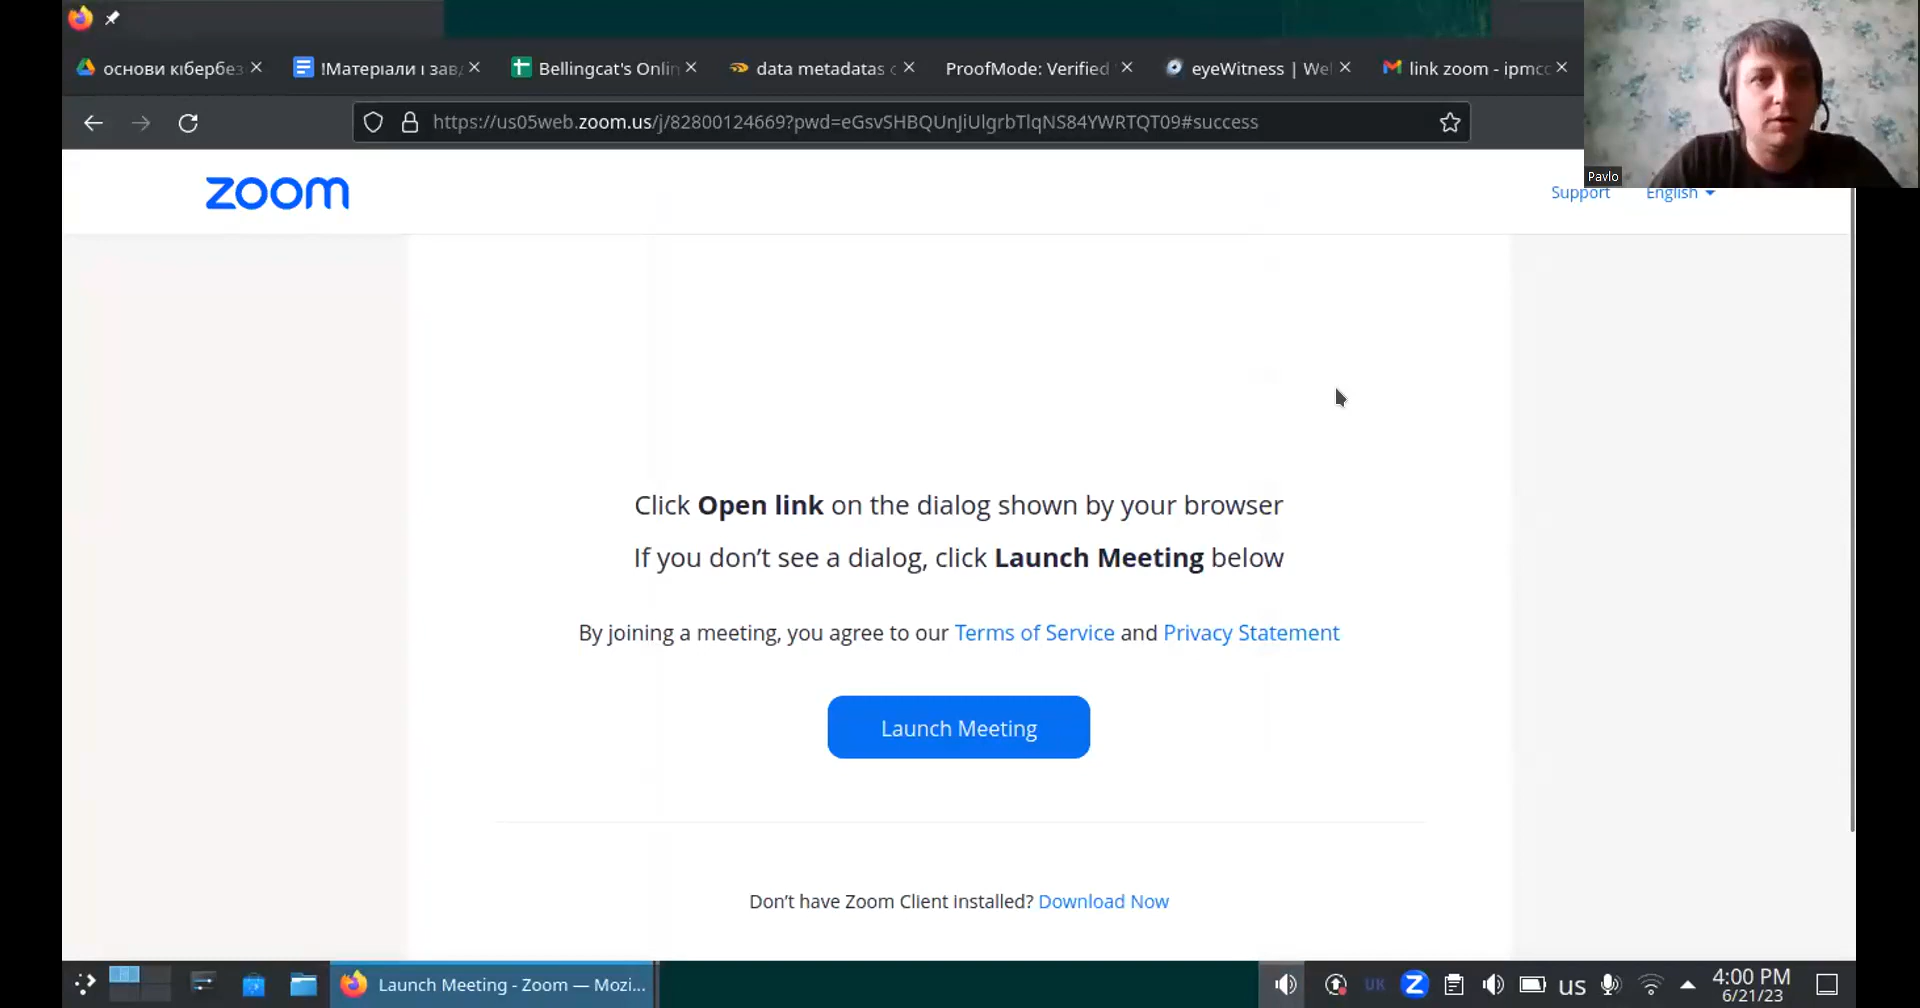 основи кібербез
!Матеріали і зав
Bellingcat's Onlin
data metadatas c
ProofMode: Verified
eyeWitness | We
link zoom - ipmcc
https://us05web.zoom.us/j/82800124669?pwd=eGsvSHBQUnJiUlgrbTlqNS84YWRTQT09#success
Pavlo
zoom
Support
English
Click Open link on the dialog shown by your browser
If you don’t see a dialog, click Launch Meeting below
By joining a meeting, you agree to our Terms of Service and Privacy Statement
Launch Meeting
Don’t have Zoom Client installed? Download Now
Launch Meeting - Zoom — Mozi...
UK
Z
us
4:00 PM
6/21/23